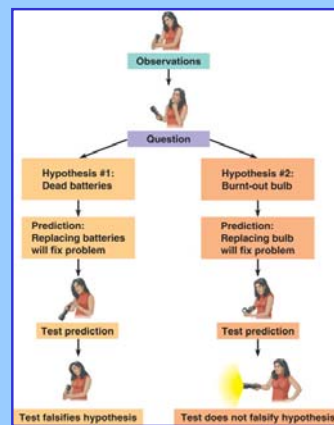 Observations
Question
Hypothesis #1:
Dead batteries
Hypothesis #2:
Burnt-out bulb
Prediction:
Replacing batteries
will fix problem
Prediction:
Replacing bulb
will fix problem
Test prediction
Test prediction
Test falsifies hypothesis
Test does not falsify hypothesis